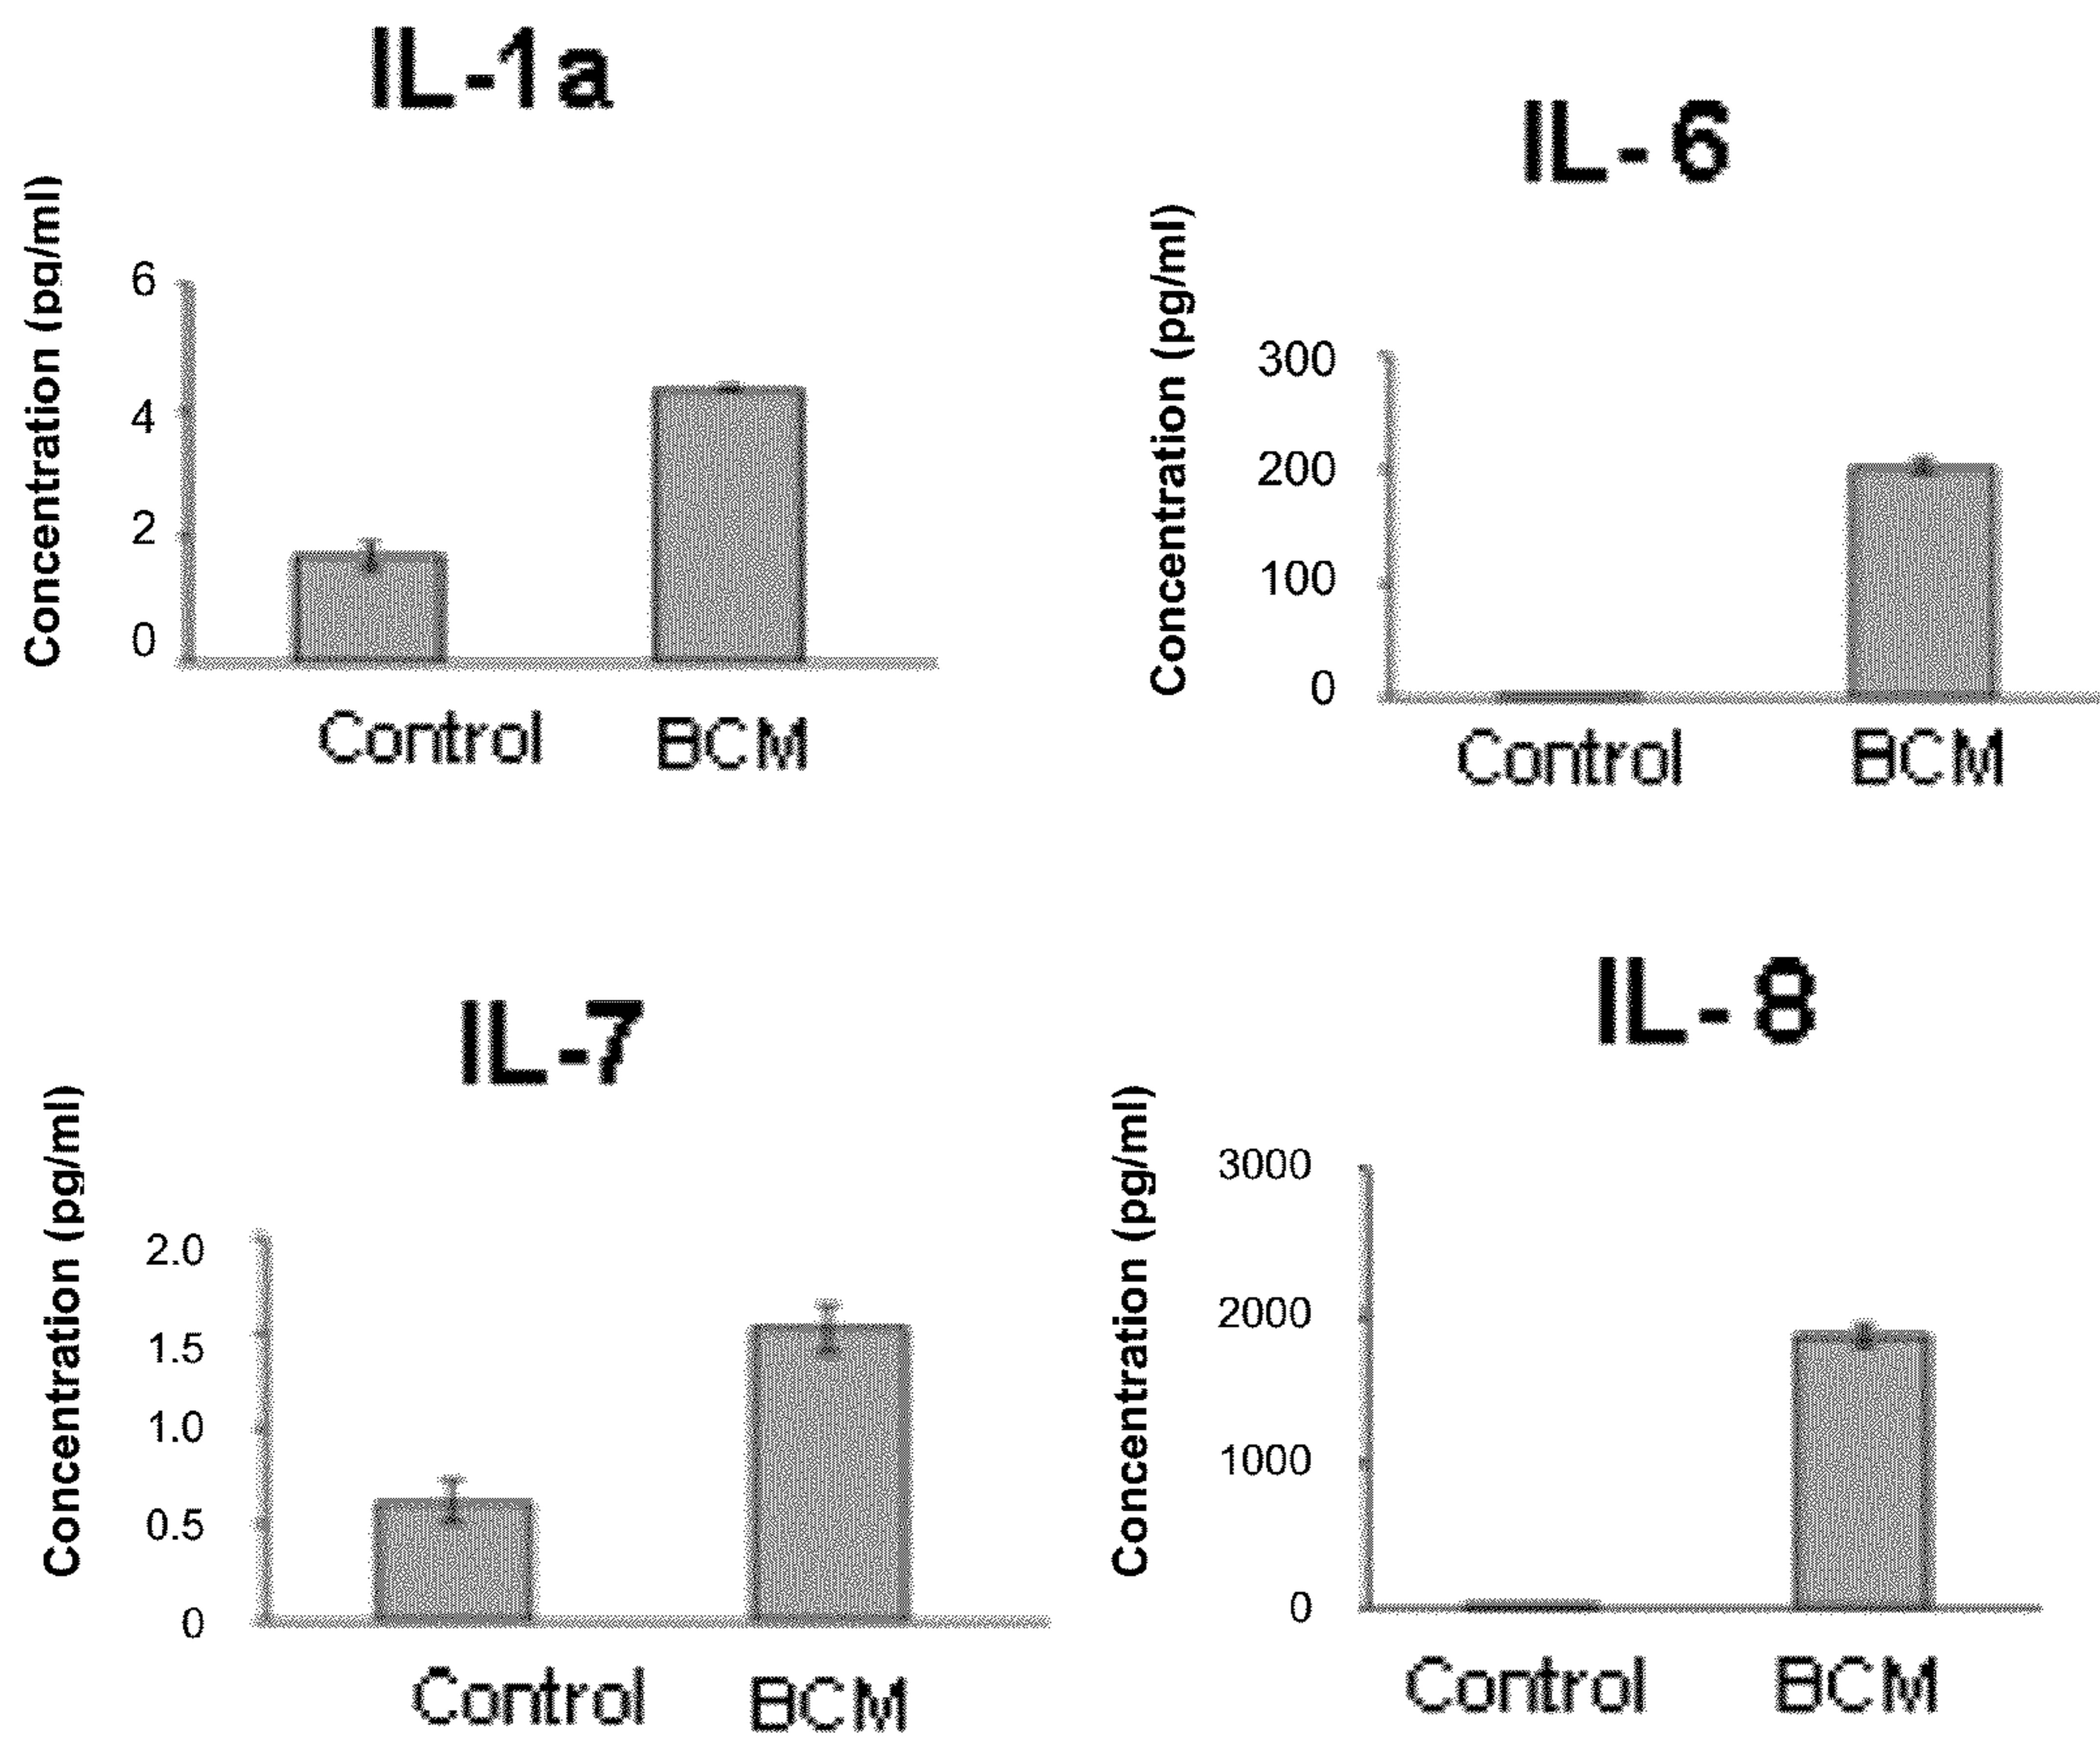 IL-1a
Concentration (pg/ml)
6
4
2
0
Control BCM
IL- 6
Concentration (pg/ml)
300
200
100
0
Control BCM
IL-7
Concentration (pg/ml)
2.0
1.5
1.0
0.5
0
Control BCM
IL- 8
Concentration (pg/ml)
3000
2000
1000
0
Control BCM